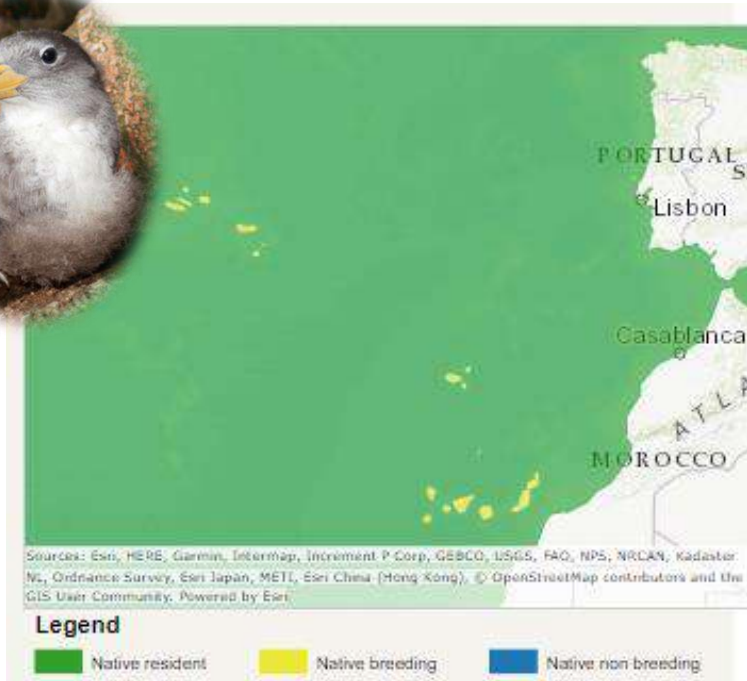 PORTUGAL
S
Lisbon
Casablanca
ATLA
MOROCCO
Sources: Esri, HERE, Garmin, Intermap, Increment P Corp, GEBCO, USGS, FAO, NPS, NRCAN, Kadaster
NL, Ordnance Survey, Esri Japan, METI, Esri China (Hong Kong), © OpenStreetMap contributors and the
GIS User Community. Powered by Esri
Legend
Native resident Native breeding Native non breeding